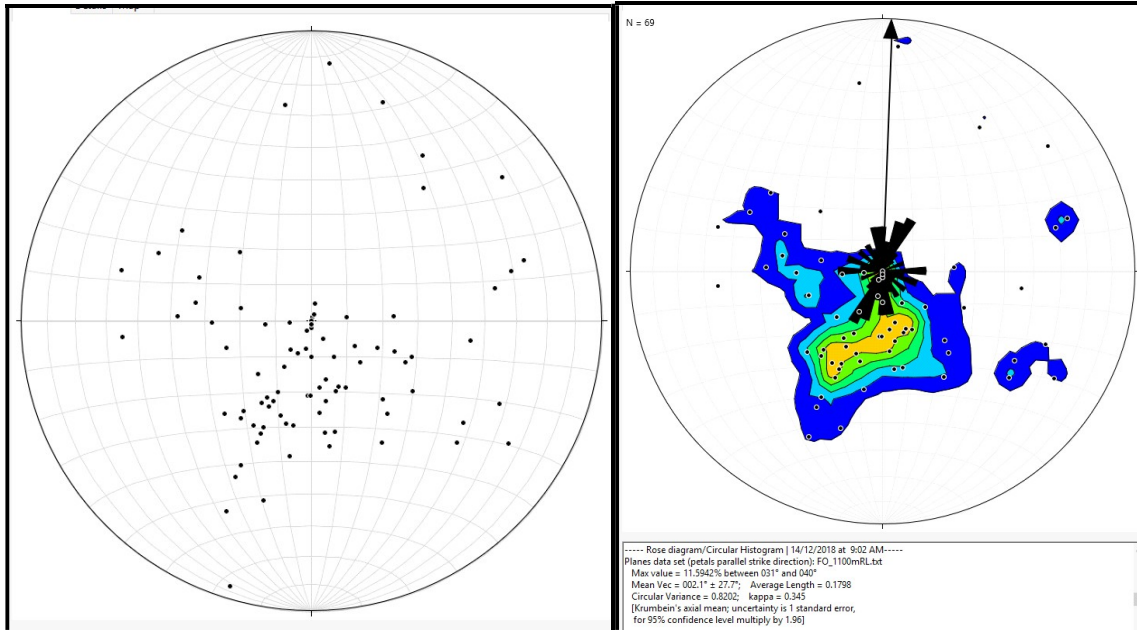 N = 69
----- Rose diagram/Circular Histogram | 14/12/2018 at 9:02 AM-----
Planes data set (petals parallel strike direction): FO_1100mRL.txt
Max value = 11.5942% between 031° and 040°
Mean Vec = 002.1° ± 27.7°; Average Length = 0.1798
Circular Variance = 0.8202; kappa = 0.345
[Krumbein's axial mean; uncertainty is 1 standard error,
for 95% confidence level multiply by 1.96]